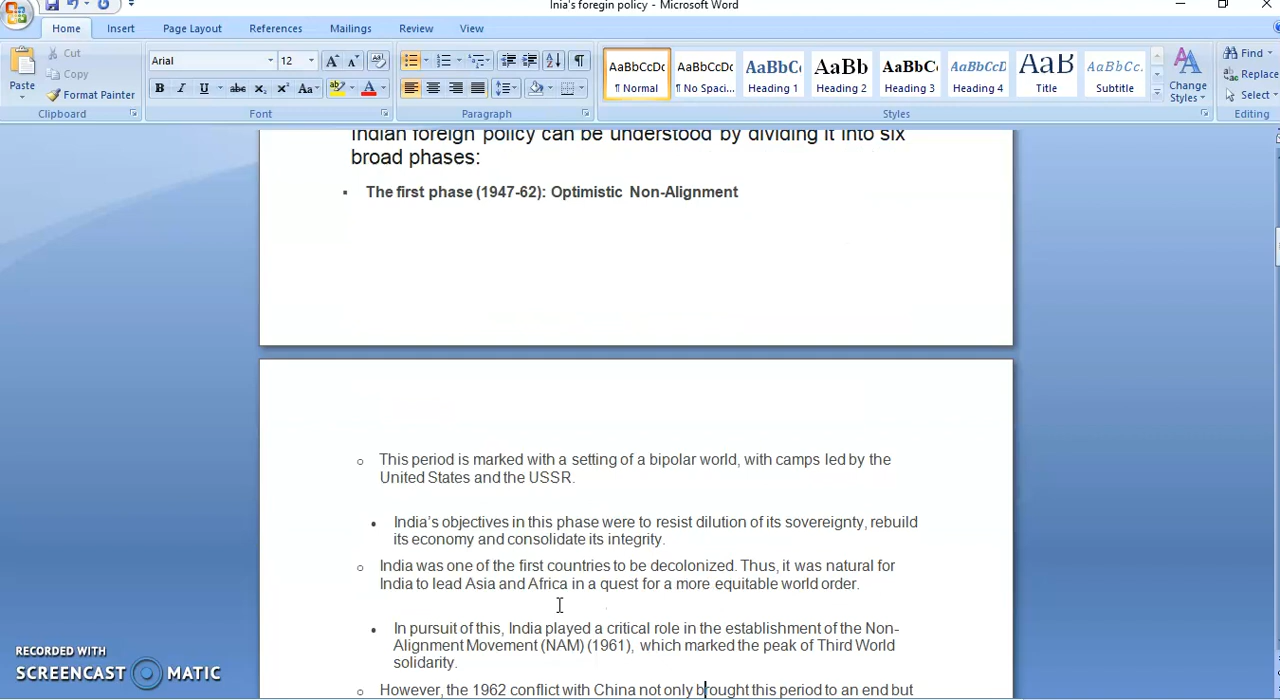 Inia's foregin policy - Microsoft Word
Home Insert Page Layout References Mailings Review View
Paste
Cut
Copy
Format Painter
Clipboard
Arial 12
B I U abc x₂ x² Aa
Font
Paragraph
AaBbCcDc AaBbCcDc AaBbC AaBb AaBbC AaBbCcD AaB AaBbCc.
¶ Normal ¶ No Spaci... Heading 1 Heading 2 Heading 3 Heading 4 Title Subtitle
Change
Styles
Styles
Find
Replace
Select
Editing
Indian foreign policy can be understood by dividing it into six
broad phases:
▪ The first phase (1947-62): Optimistic Non-Alignment
o This period is marked with a setting of a bipolar world, with camps led by the
United States and the USSR.
• India’s objectives in this phase were to resist dilution of its sovereignty, rebuild
its economy and consolidate its integrity.
o India was one of the first countries to be decolonized. Thus, it was natural for
India to lead Asia and Africa in a quest for a more equitable world order.
• In pursuit of this, India played a critical role in the establishment of the Non-
Alignment Movement (NAM) (1961), which marked the peak of Third World
solidarity.
o However, the 1962 conflict with China not only brought this period to an end but
RECORDED WITH
SCREENCAST MATIC